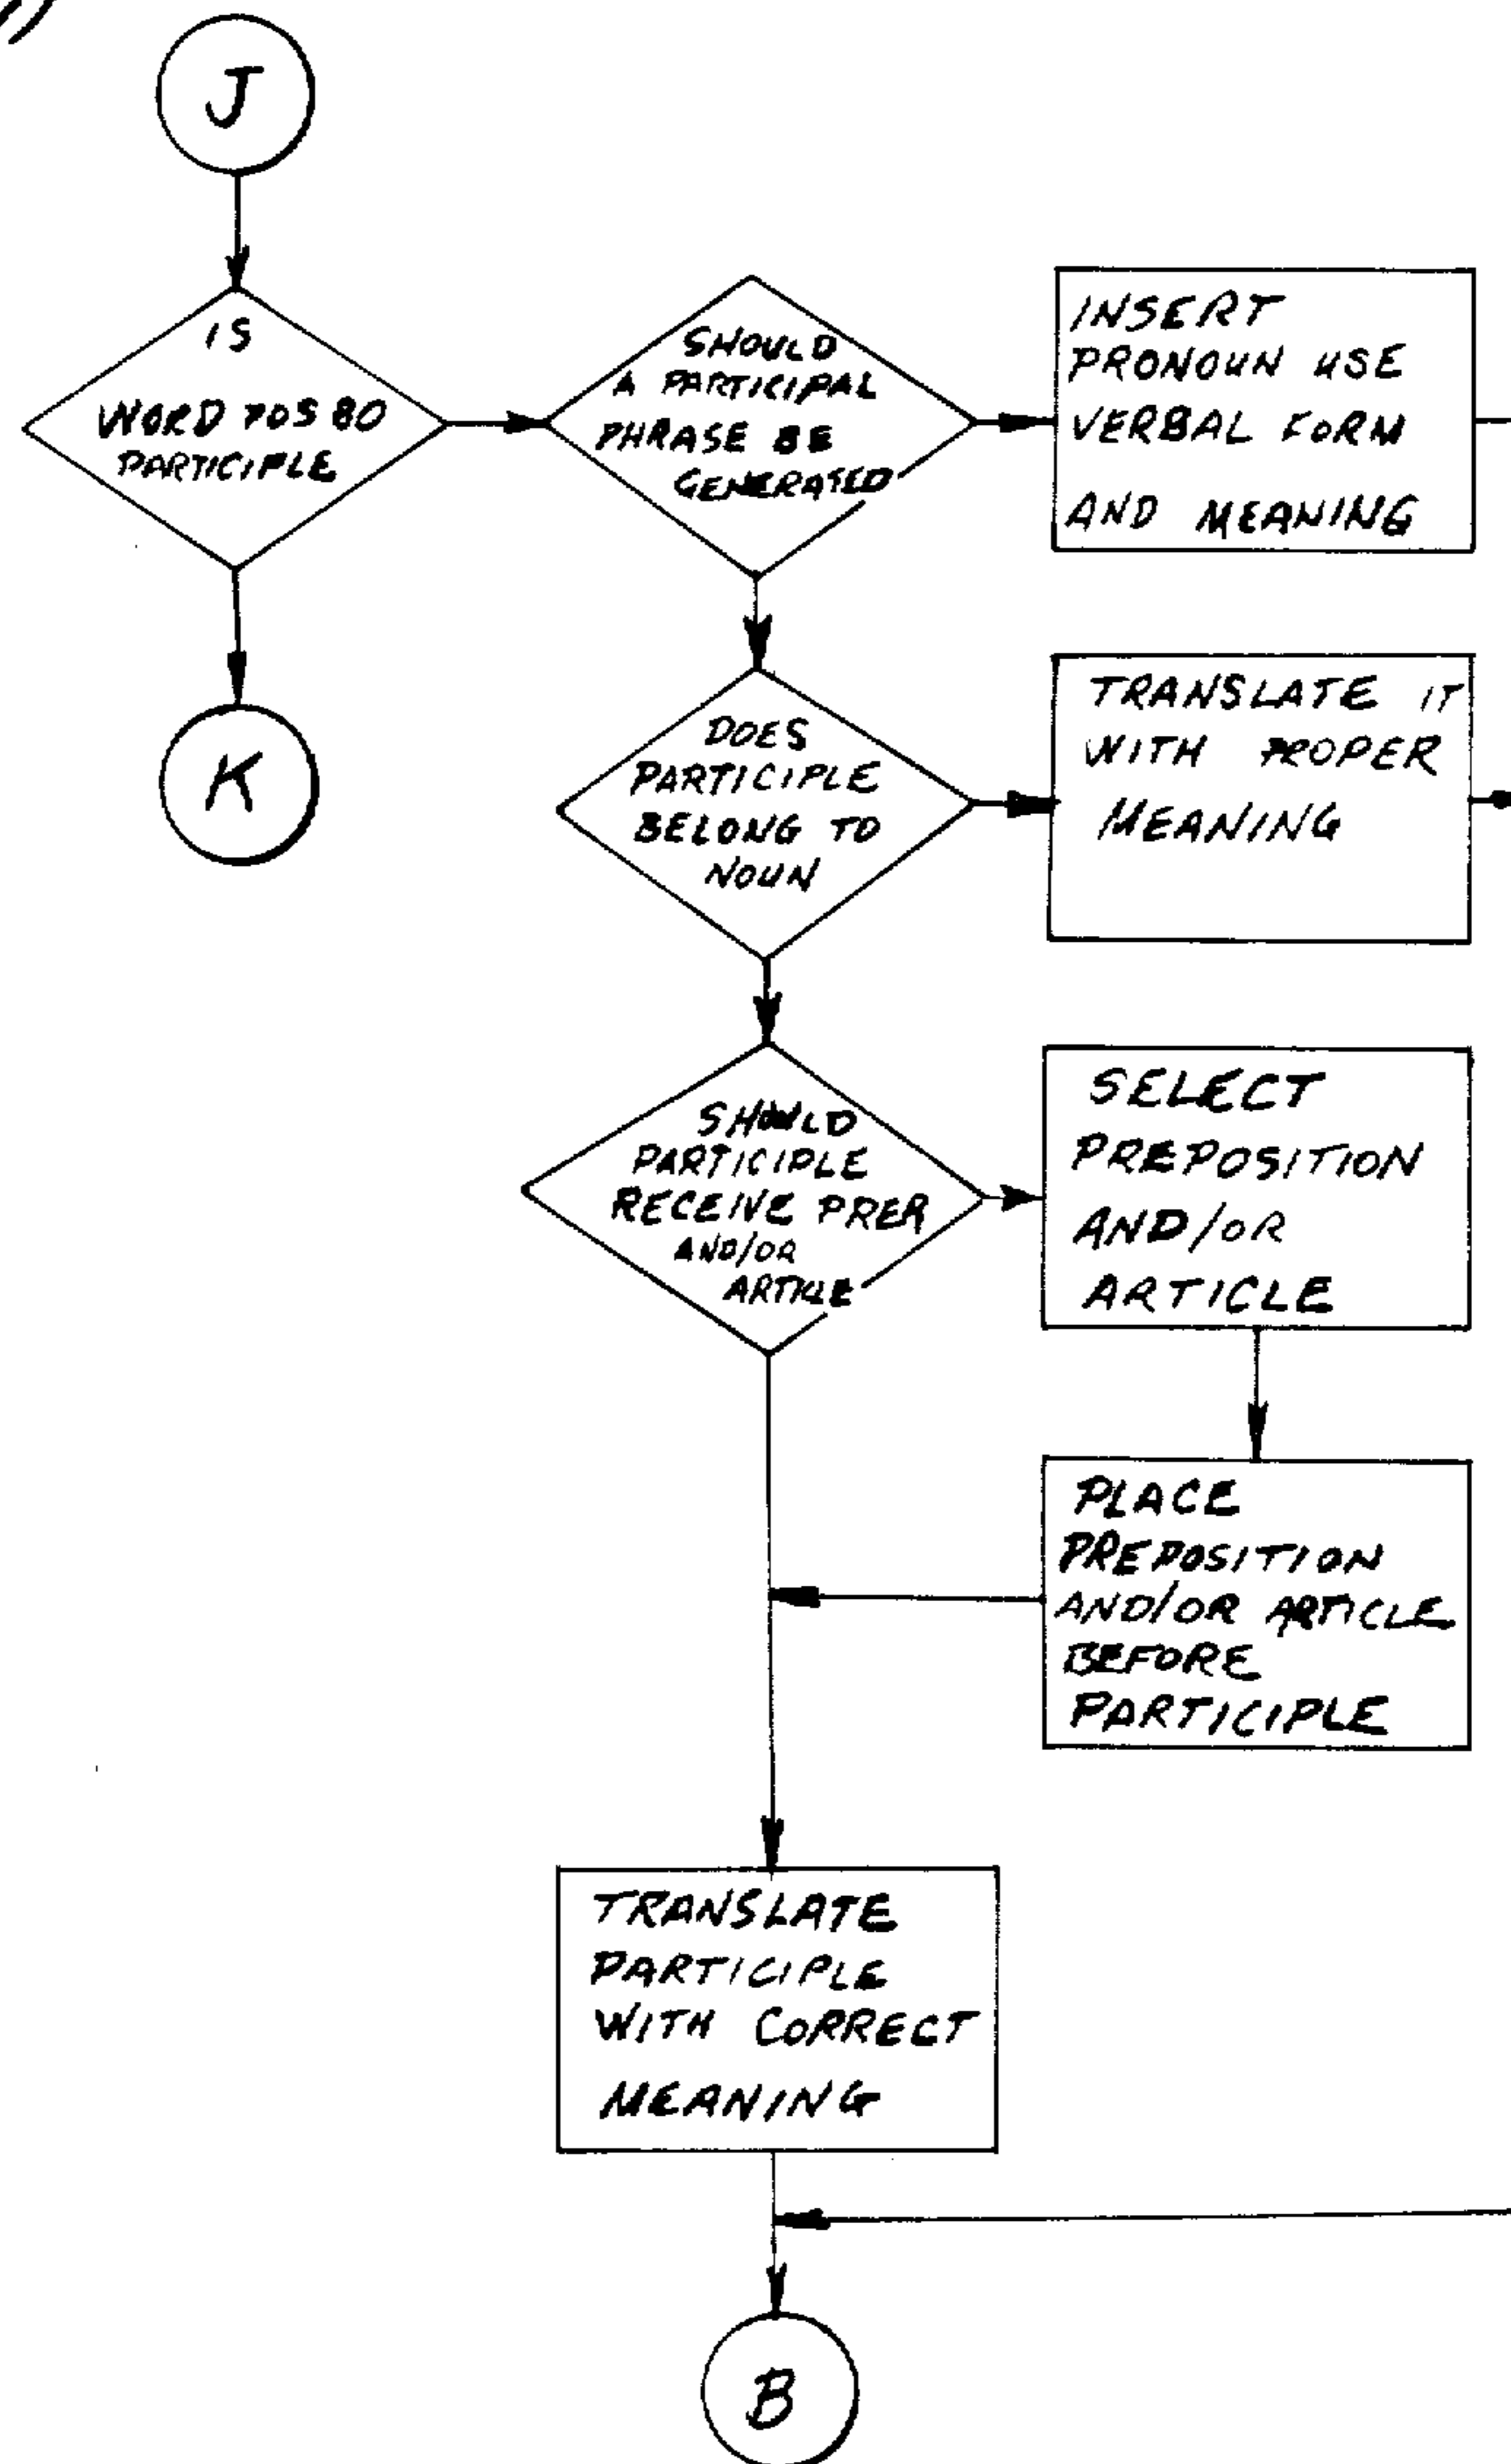 J
IS
WORD POS 80
PARTICIPLE
SHOULD
A PARTICIPAL
PHRASE BE
GENERATED
INSERT
PRONOUN USE
VERBAL FORM
AND MEANING
K
DOES
PARTICIPLE
BELONG TO
NOUN
TRANSLATE IT
WITH PROPER
MEANING
SHOULD
PARTICIPLE
RECEIVE PREP
AND/OR
ARTICLE
SELECT
PREPOSITION
AND/OR
ARTICLE
PLACE
PREPOSITION
AND/OR ARTICLE
BEFORE
PARTICIPLE
TRANSLATE
PARTICIPLE
WITH CORRECT
MEANING
B